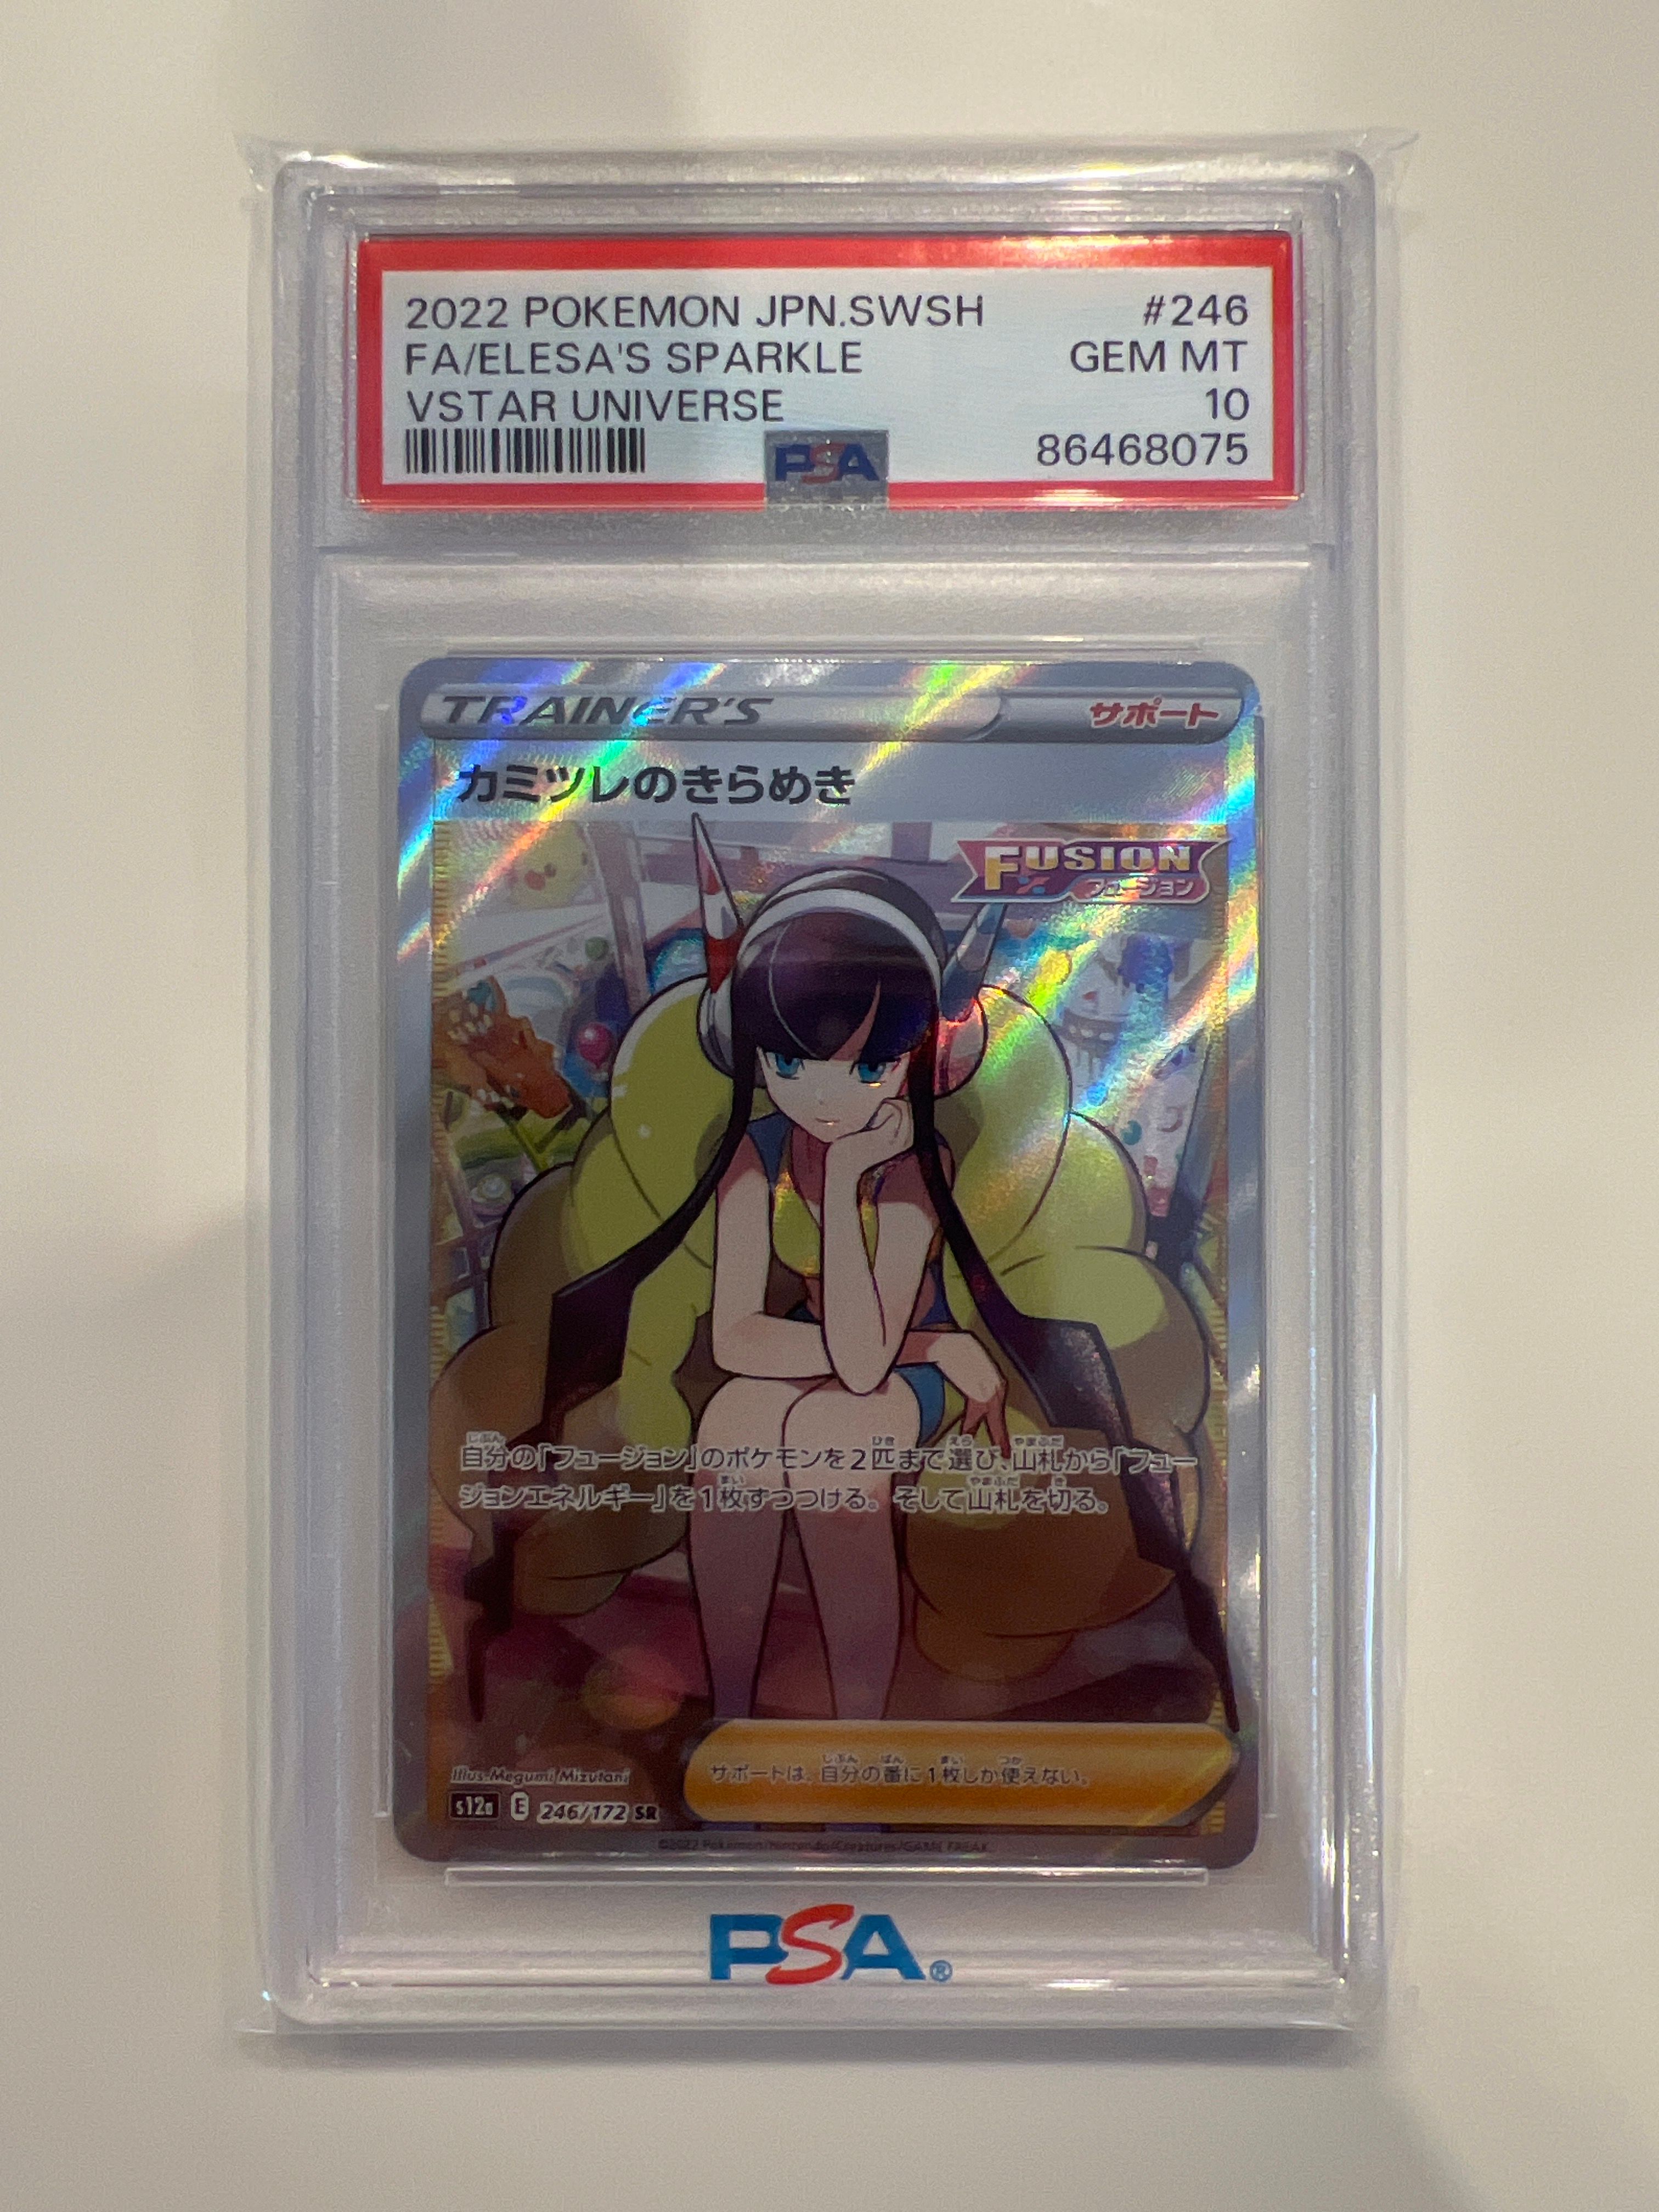 2022 POKEMON JPN.SWSH #246
FA/ELESA'S SPARKLE GEM MT
VSTAR UNIVERSE 10
PSA 86468075
TRAINER'S サポート
カミツレのきらめき
FUSION
フュージョン
自分の「フュージョン」のポケモンを2匹まで選び、山札から「フュー
ジョンエネルギー」を1枚ずつつける。そして山札を切る。
サポートは、自分の番に1枚しか使えない。
Illus. Megumi Mizutani
s12a E 246/172 SR
©2022 Pokémon/Nintendo/Creatures/GAME FREAK.
PSA®